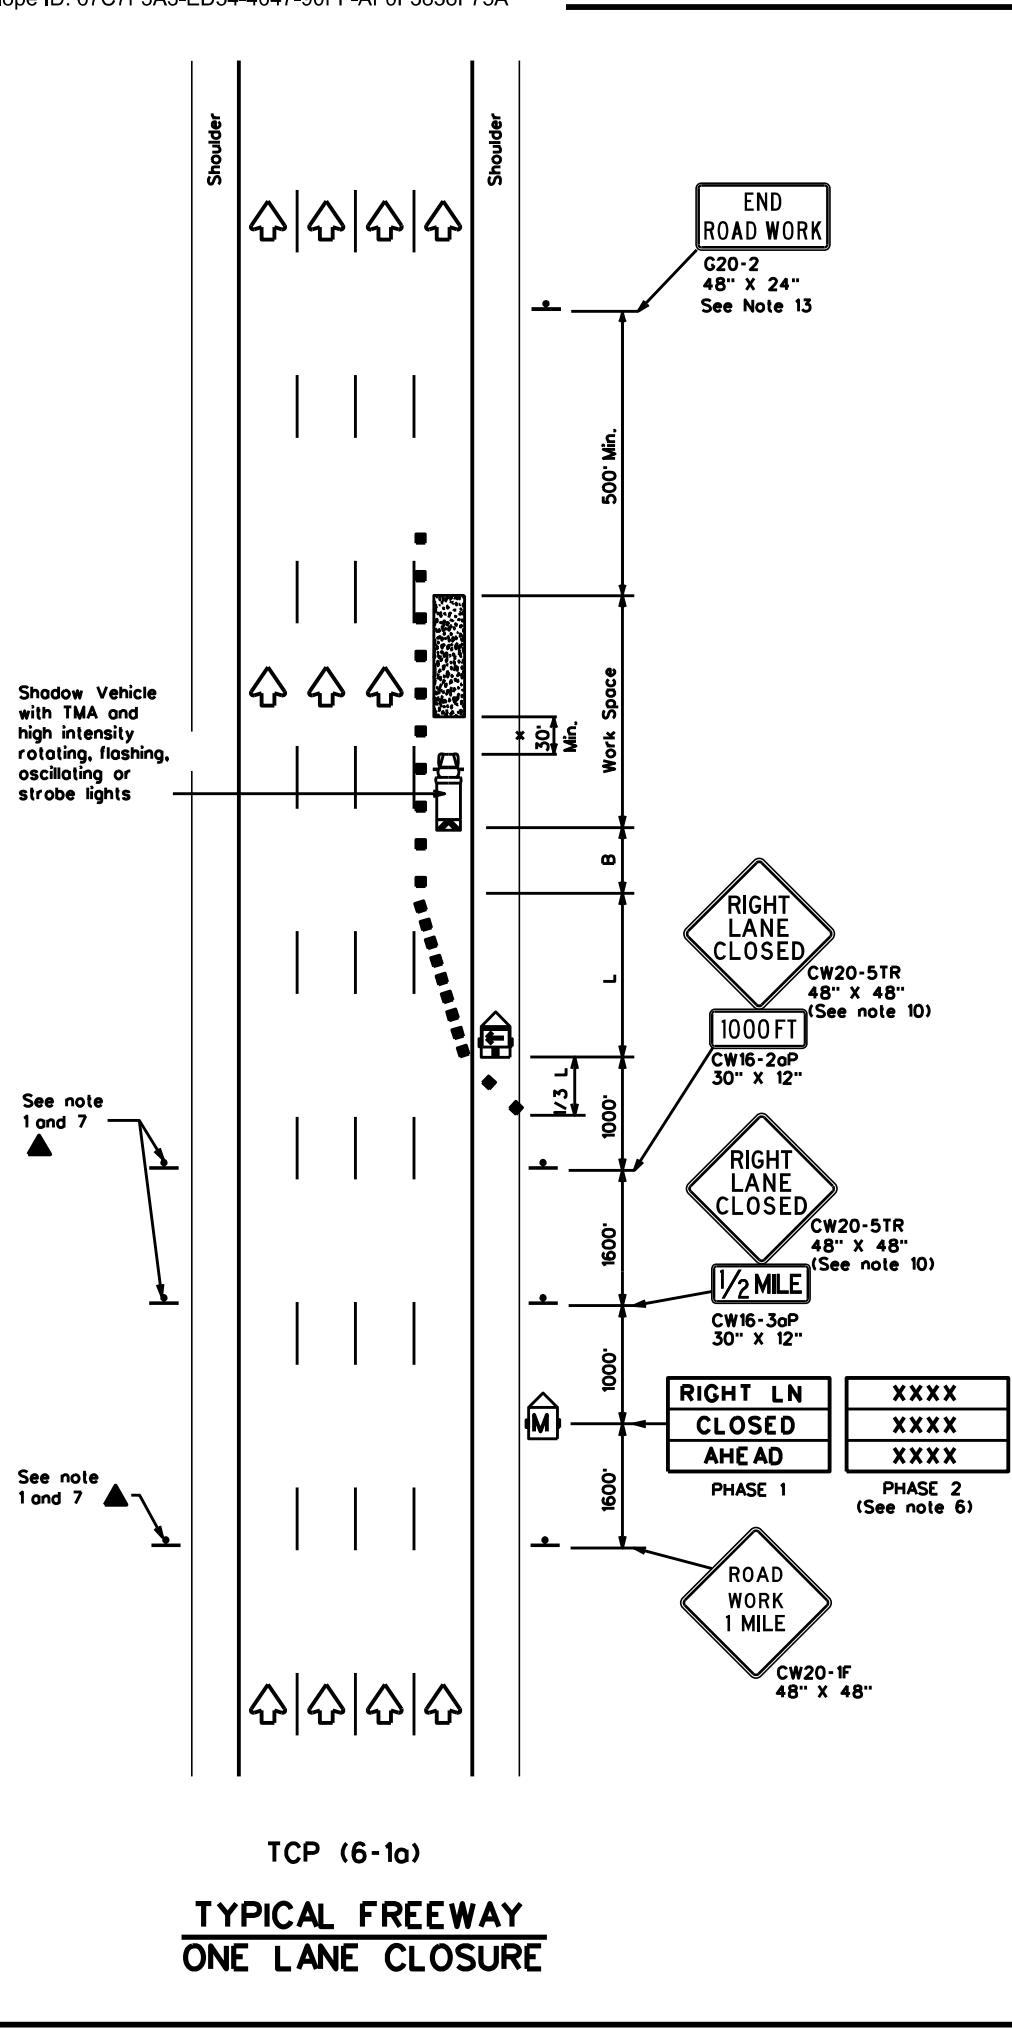 Shoulder
Shoulder
END
ROAD WORK
G20-2
48" X 24"
See Note 13
500' Min.
Shadow Vehicle
with TMA and
high intensity
rotating, flashing,
oscillating or
strobe lights
Work Space
*
30'
Min.
B
L
RIGHT
LANE
CLOSED
CW20-5TR
48" X 48"
(See note 10)
1000 FT
CW16-2aP
30" X 12"
1/3 L
1000'
See note
1 and 7
RIGHT
LANE
CLOSED
CW20-5TR
48" X 48"
(See note 10)
1/2 MILE
CW16-3aP
30" X 12"
1600'
1000'
M
RIGHT LN
CLOSED
AHEAD
PHASE 1
XXXX
XXXX
XXXX
PHASE 2
(See note 6)
See note
1 and 7
1600'
ROAD
WORK
1 MILE
CW20-1F
48" X 48"
TCP (6-1a)
TYPICAL FREEWAY
ONE LANE CLOSURE